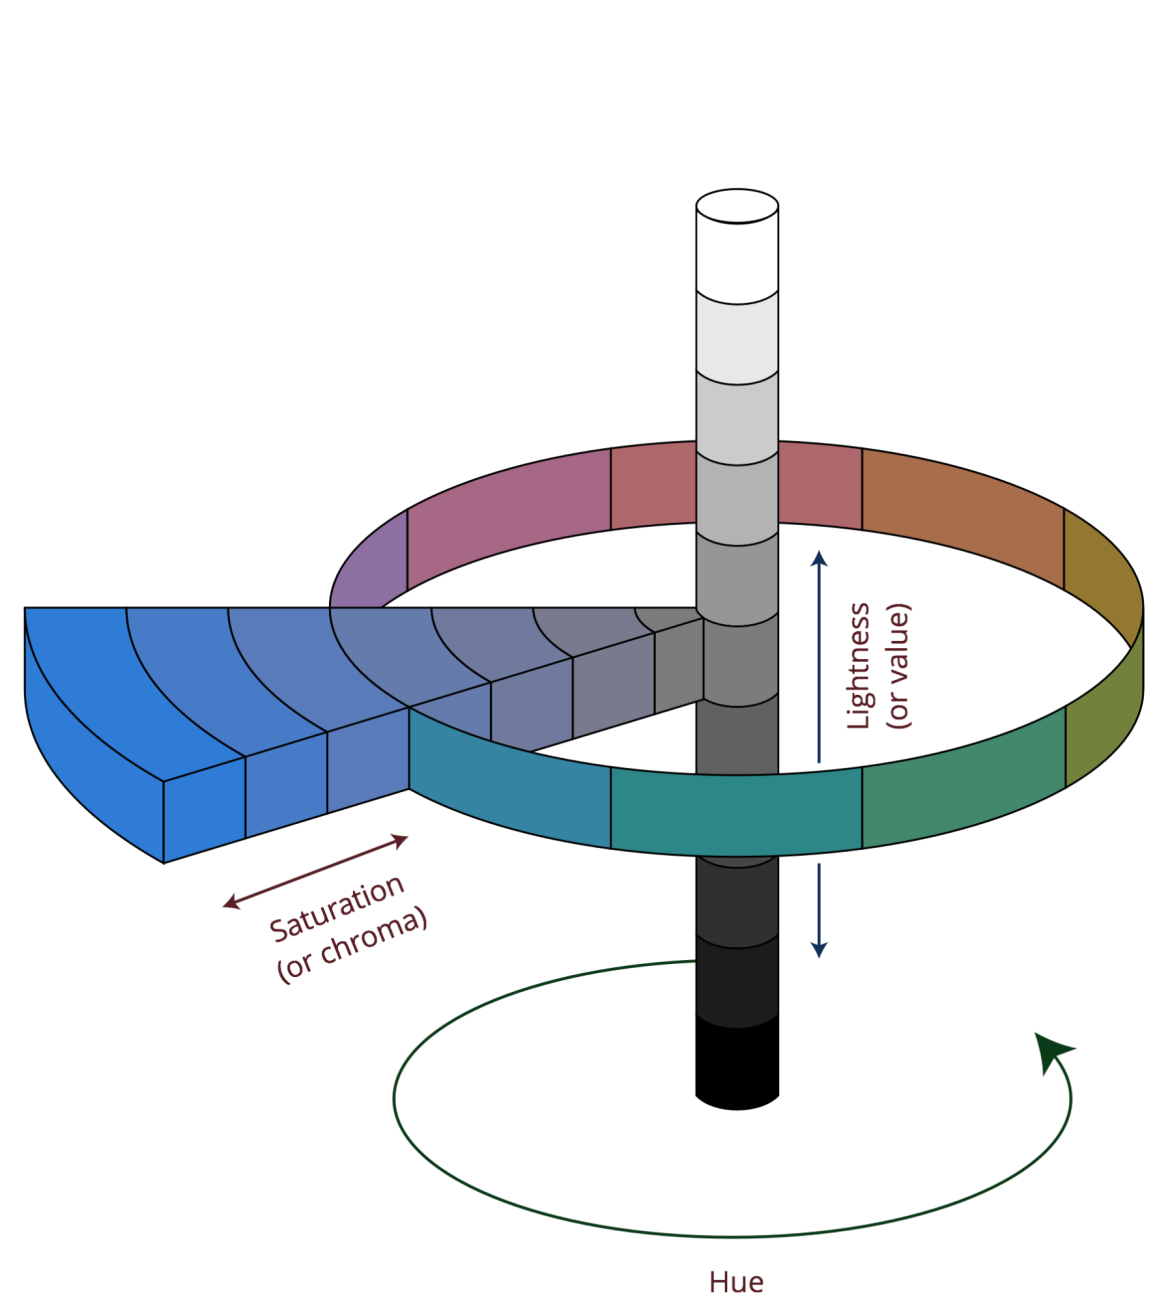 Lightness
(or value)
Saturation
(or chroma)
Hue